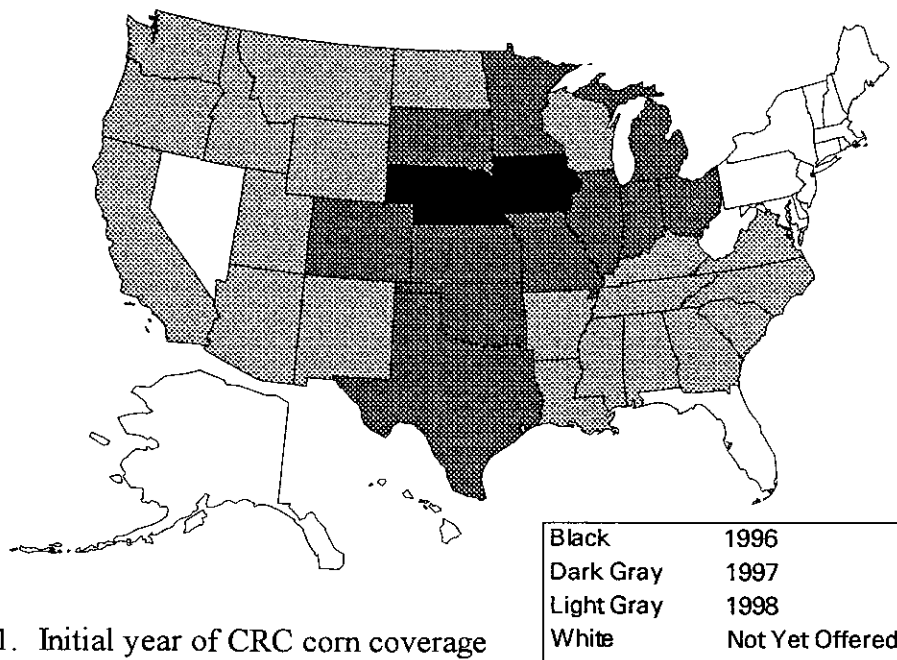 Black 1996
Dark Gray 1997
Light Gray 1998
White Not Yet Offered
1. Initial year of CRC corn coverage